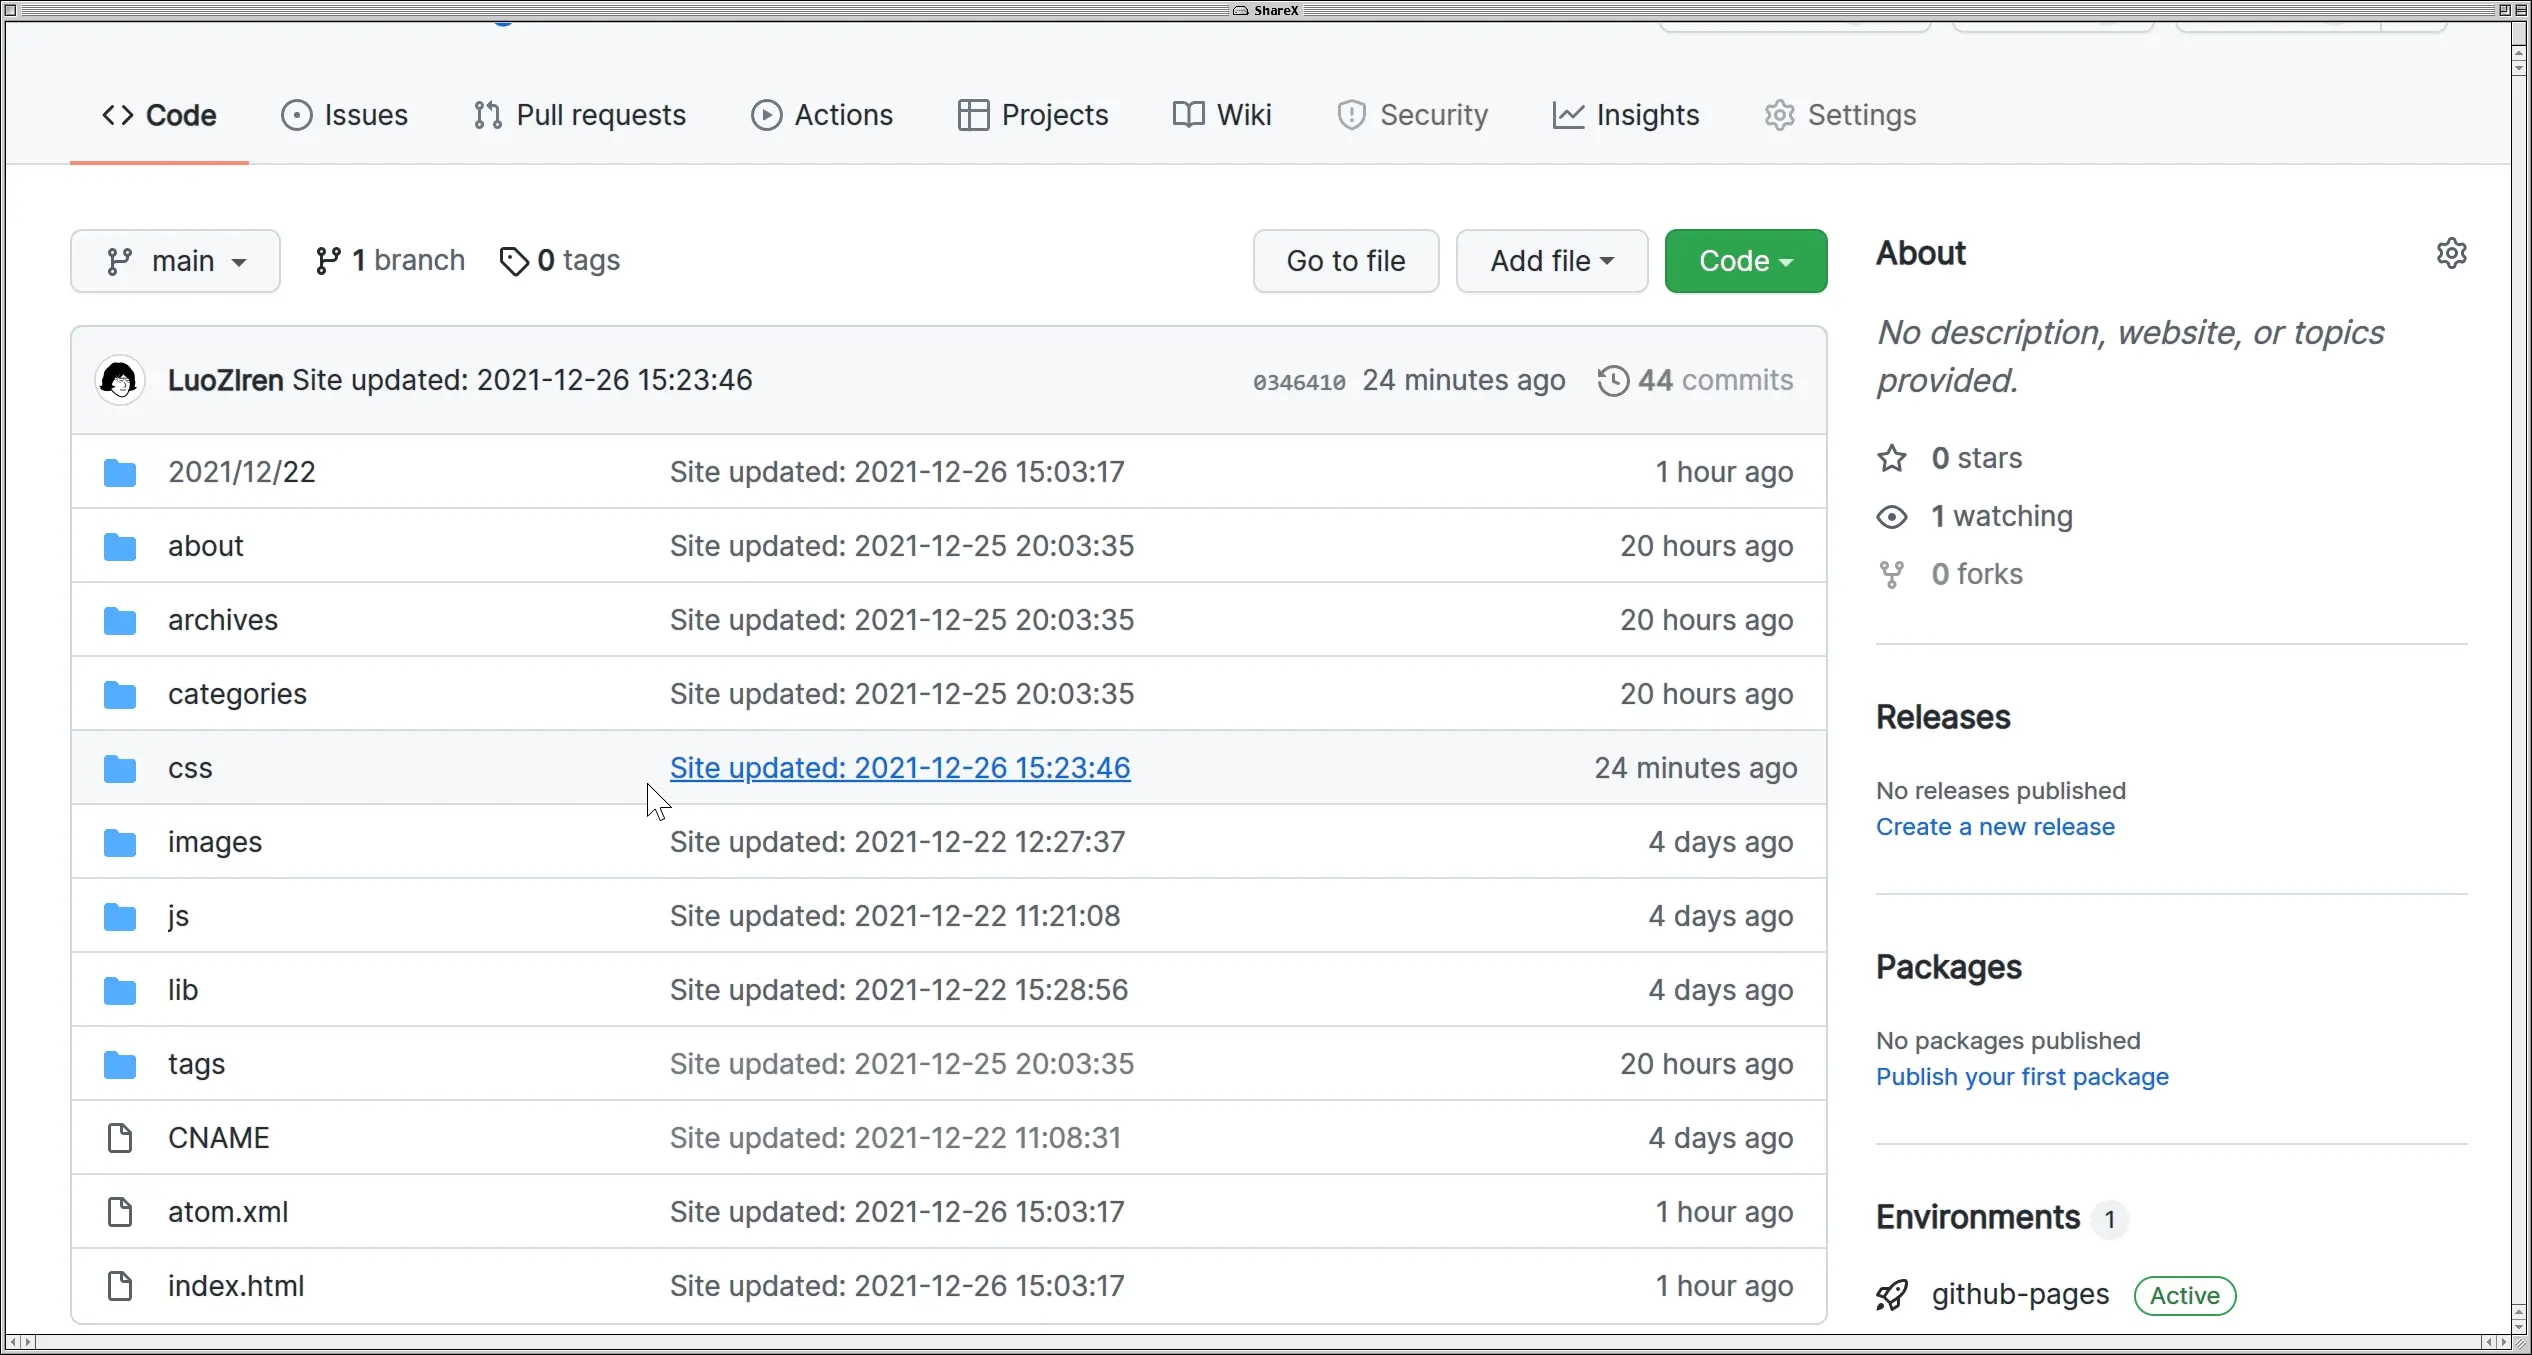 ShareX
Code Issues Pull requests Actions Projects Wiki Security Insights Settings
main 1 branch 0 tags Go to file Add file Code
LuoZIren Site updated: 2021-12-26 15:23:46 0346410 24 minutes ago 44 commits
2021/12/22 Site updated: 2021-12-26 15:03:17 1 hour ago
about Site updated: 2021-12-25 20:03:35 20 hours ago
archives Site updated: 2021-12-25 20:03:35 20 hours ago
categories Site updated: 2021-12-25 20:03:35 20 hours ago
css Site updated: 2021-12-26 15:23:46 24 minutes ago
images Site updated: 2021-12-22 12:27:37 4 days ago
js Site updated: 2021-12-22 11:21:08 4 days ago
lib Site updated: 2021-12-22 15:28:56 4 days ago
tags Site updated: 2021-12-25 20:03:35 20 hours ago
CNAME Site updated: 2021-12-22 11:08:31 4 days ago
atom.xml Site updated: 2021-12-26 15:03:17 1 hour ago
index.html Site updated: 2021-12-26 15:03:17 1 hour ago
About
No description, website, or topics
provided.
0 stars
1 watching
0 forks
Releases
No releases published
Create a new release
Packages
No packages published
Publish your first package
Environments 1
github-pages Active